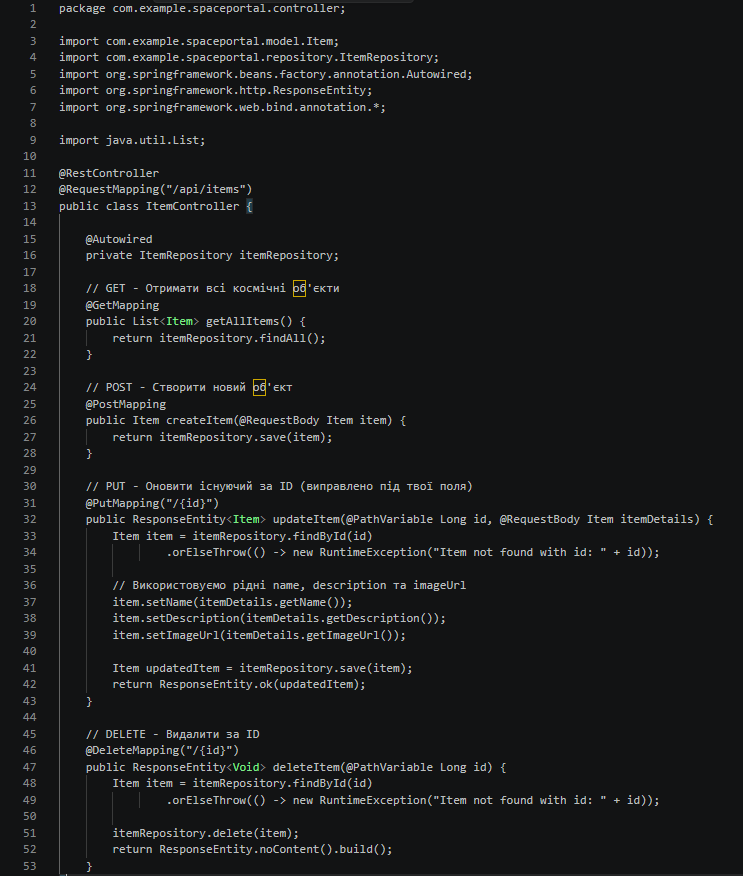 1 package com.example.spaceportal.controller;
2
3 import com.example.spaceportal.model.Item;
4 import com.example.spaceportal.repository.ItemRepository;
5 import org.springframework.beans.factory.annotation.Autowired;
6 import org.springframework.http.ResponseEntity;
7 import org.springframework.web.bind.annotation.*;
8
9 import java.util.List;
10
11 @RestController
12 @RequestMapping("/api/items")
13 public class ItemController {
14
15     @Autowired
16     private ItemRepository itemRepository;
17
18     // GET - Отримати всі космічні об'єкти
19     @GetMapping
20     public List<Item> getAllItems() {
21         return itemRepository.findAll();
22     }
23
24     // POST - Створити новий об'єкт
25     @PostMapping
26     public Item createItem(@RequestBody Item item) {
27         return itemRepository.save(item);
28     }
29
30     // PUT - Оновити існуючий за ID (виправлено під твої поля)
31     @PutMapping("/{id}")
32     public ResponseEntity<Item> updateItem(@PathVariable Long id, @RequestBody Item itemDetails) {
33         Item item = itemRepository.findById(id)
34                 .orElseThrow(() -> new RuntimeException("Item not found with id: " + id));
35
36         // Використовуємо рідні name, description та imageUrl
37         item.setName(itemDetails.getName());
38         item.setDescription(itemDetails.getDescription());
39         item.setImageUrl(itemDetails.getImageUrl());
40
41         Item updatedItem = itemRepository.save(item);
42         return ResponseEntity.ok(updatedItem);
43     }
44
45     // DELETE - Видалити за ID
46     @DeleteMapping("/{id}")
47     public ResponseEntity<Void> deleteItem(@PathVariable Long id) {
48         Item item = itemRepository.findById(id)
49                 .orElseThrow(() -> new RuntimeException("Item not found with id: " + id));
50
51         itemRepository.delete(item);
52         return ResponseEntity.noContent().build();
53     }